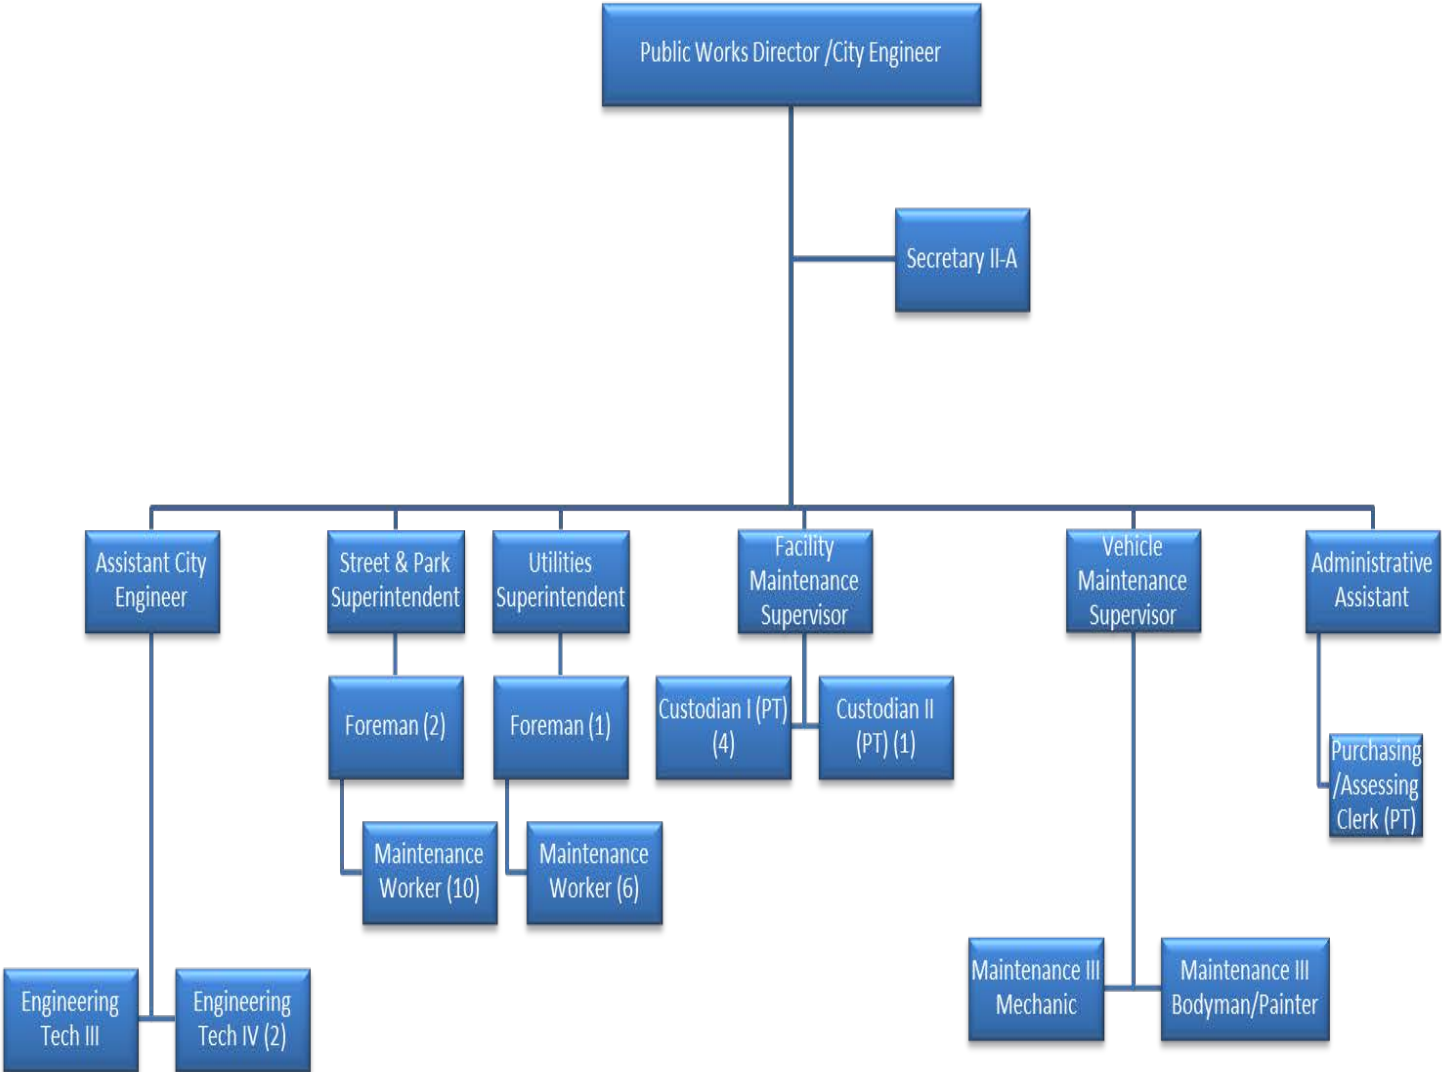 Public Works Director /City Engineer
Secretary II-A
Assistant City
Engineer
Street & Park
Superintendent
Utilities
Superintendent
Facility
Maintenance
Supervisor
Vehicle
Maintenance
Supervisor
Administrative
Assistant
Foreman (2)
Foreman (1)
Custodian I (PT)
(4)
Custodian II
(PT) (1)
Purchasing
/Assessing
Clerk (PT)
Maintenance
Worker (10)
Maintenance
Worker (6)
Engineering
Tech III
Engineering
Tech IV (2)
Maintenance III
Mechanic
Maintenance III
Bodyman/Painter